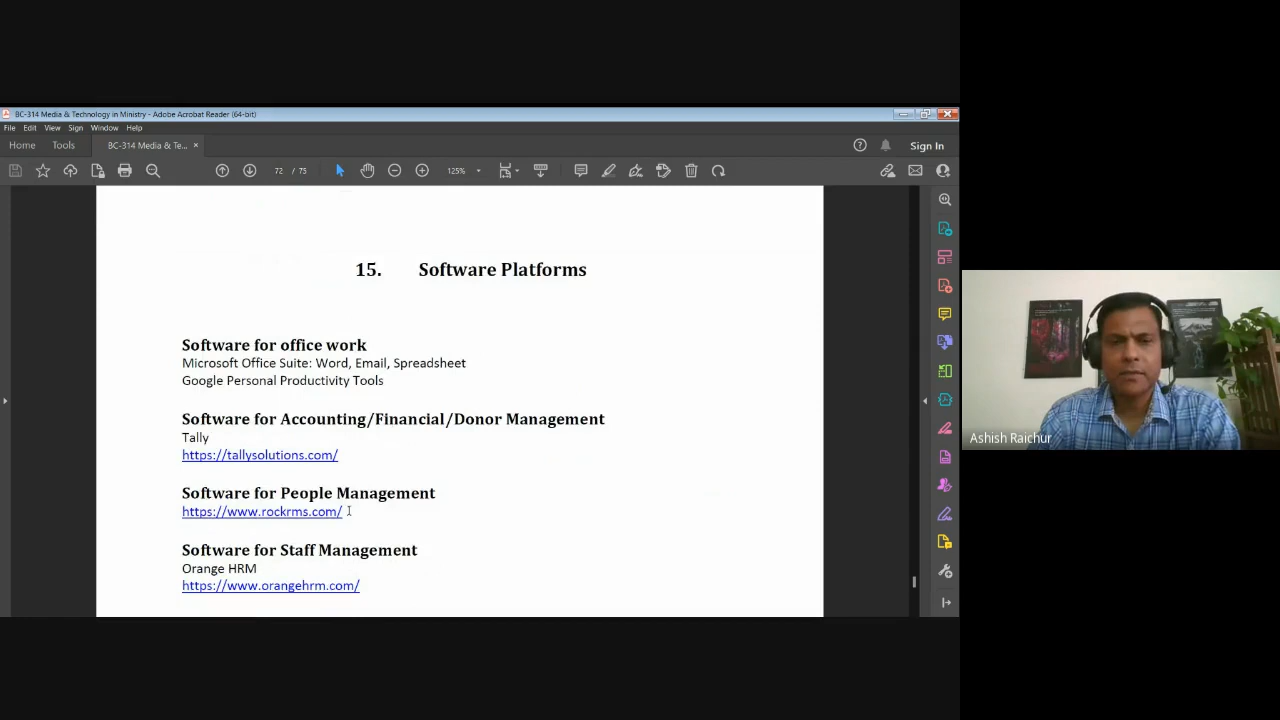 BC-314 Media & Technology in Ministry - Adobe Acrobat Reader (64-bit)
File Edit View Sign Window Help
Home Tools BC-314 Media & Te... × Sign In
72 / 75 125%
15. Software Platforms
Software for office work
Microsoft Office Suite: Word, Email, Spreadsheet
Google Personal Productivity Tools
Software for Accounting/Financial/Donor Management
Tally
https://tallysolutions.com/
Software for People Management
https://www.rockrms.com/
Software for Staff Management
Orange HRM
https://www.orangehrm.com/
Ashish Raichur